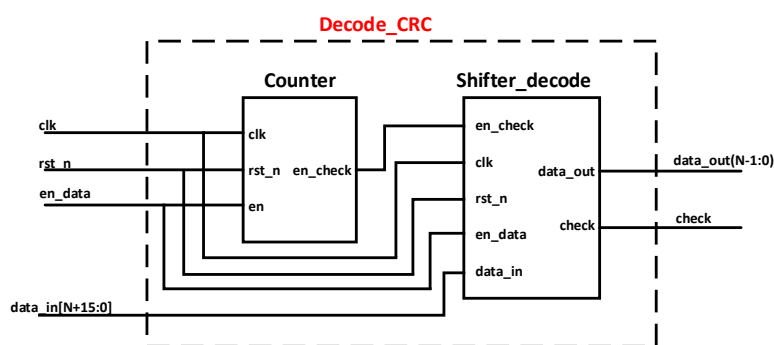 Decode_CRC
Counter
Shifter_decode
clk
rst_n
en_data
data_in[N+15:0]
clk
rst_n
en_check
en
en_check
clk
rst_n
en_data
data_in
data_out
check
data_out(N-1:0)
check